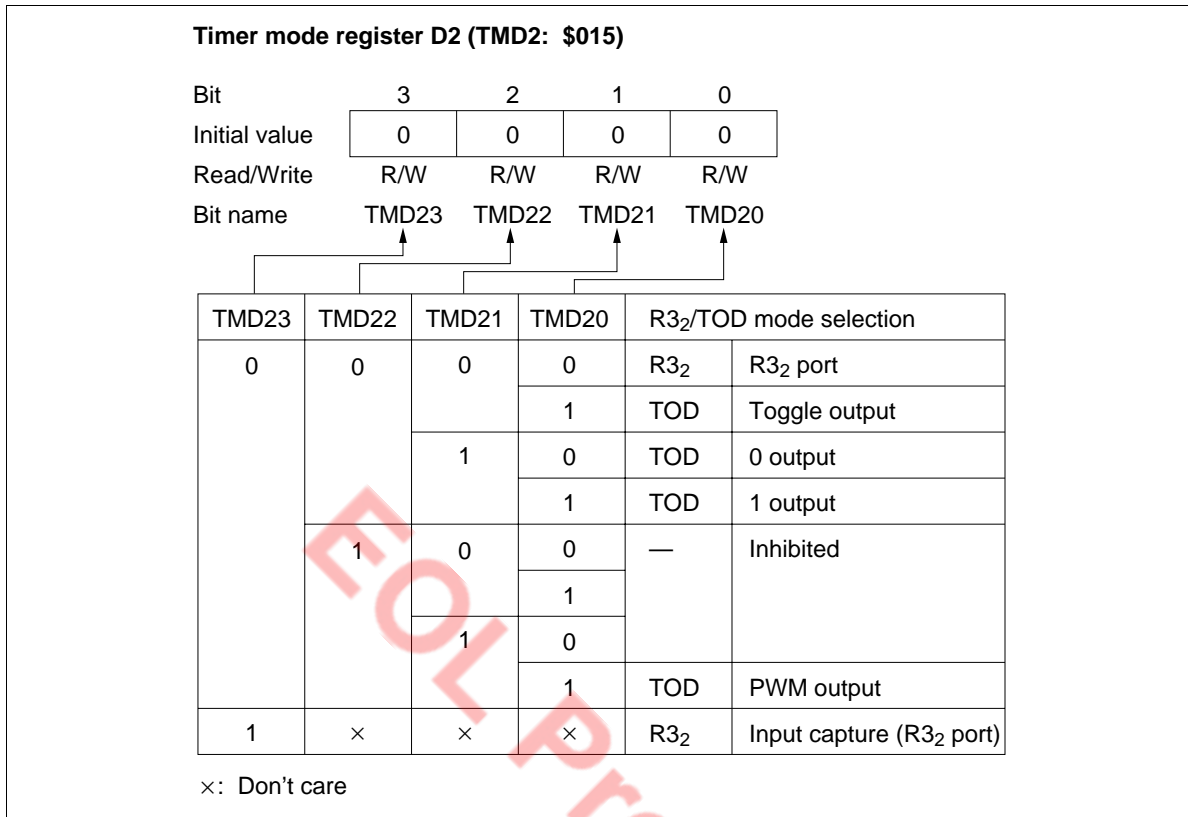 Timer mode register D2 (TMD2: $015)
Bit 3 2 1 0
Initial value 0 0 0 0
Read/Write R/W R/W R/W R/W
Bit name TMD23 TMD22 TMD21 TMD20
TMD23 TMD22 TMD21 TMD20 R3₂/TOD mode selection
0 0 0 0 R3₂ R3₂ port
1 TOD Toggle output
1 0 TOD 0 output
1 TOD 1 output
1 0 0 — Inhibited
1
1 0
1 TOD PWM output
1 × × × R3₂ Input capture (R3₂ port)
×: Don't care
EOL Pr